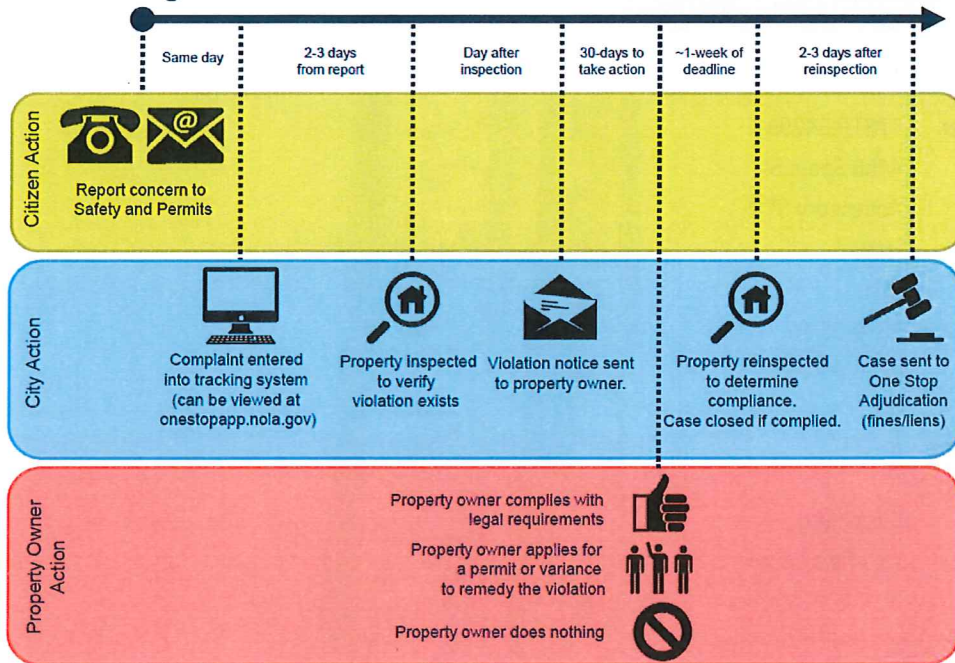 Same day
2-3 days
from report
Day after
inspection
30-days to
take action
~1-week of
deadline
2-3 days after
reinspection
Citizen Action
@
Report concern to
Safety and Permits
City Action
Complaint entered
into tracking system
(can be viewed at
onestopapp.nola.gov)
Property inspected
to verify
violation exists
Violation notice sent
to property owner.
Property reinspected
to determine
compliance.
Case closed if complied.
Case sent to
One Stop
Adjudication
(fines/liens)
Property Owner
Action
Property owner complies with
legal requirements
Property owner applies for
a permit or variance
to remedy the violation
Property owner does nothing